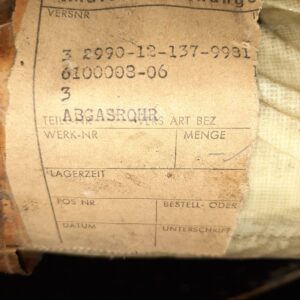 VERSNR
3 2990-12-137-9981
6100008-06
3
ABGASROHR
VERS ART BEZ
WERK-NR MENGE
LAGERZEIT
POS NR BESTELL- ODER
DATUM UNTERSCHRIFT